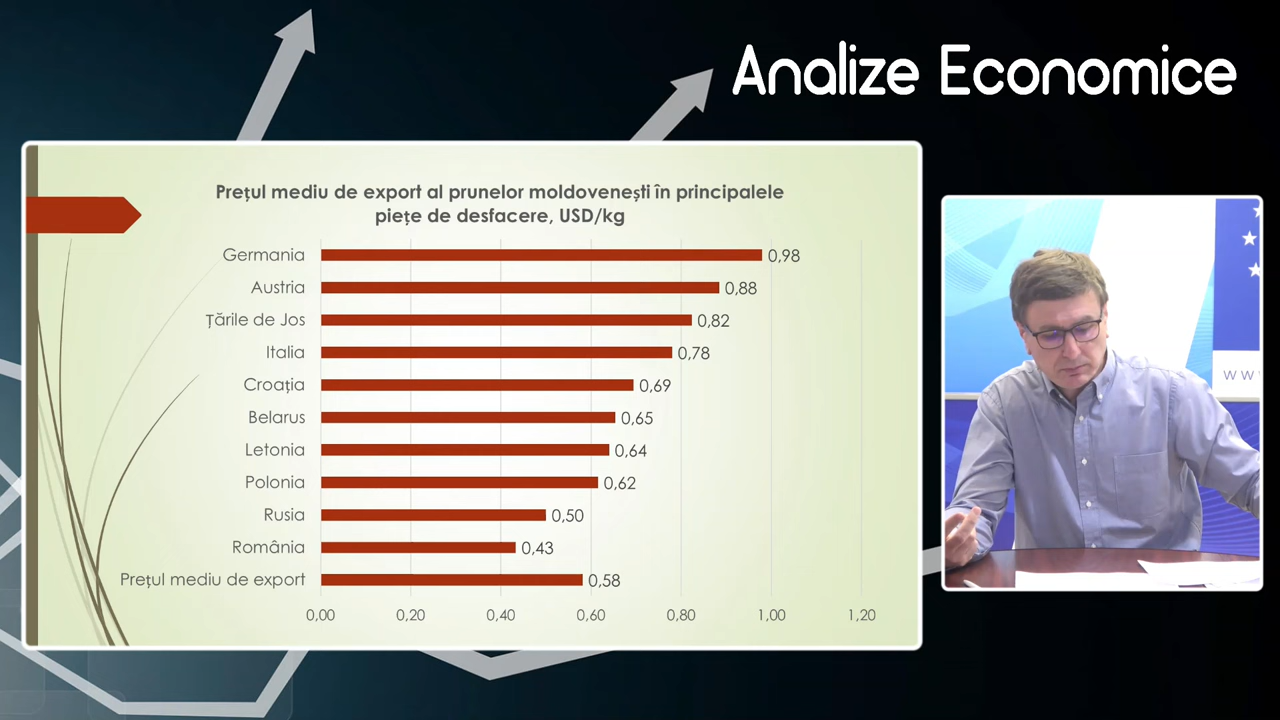 Analize Economice
Prețul mediu de export al prunelor moldovenești în principalele
piețe de desfacere, USD/kg
Germania 0,98
Austria 0,88
Țările de Jos 0,82
Italia 0,78
Croația 0,69
Belarus 0,65
Letonia 0,64
Polonia 0,62
Rusia 0,50
România 0,43
Prețul mediu de export 0,58
0,00 0,20 0,40 0,60 0,80 1,00 1,20